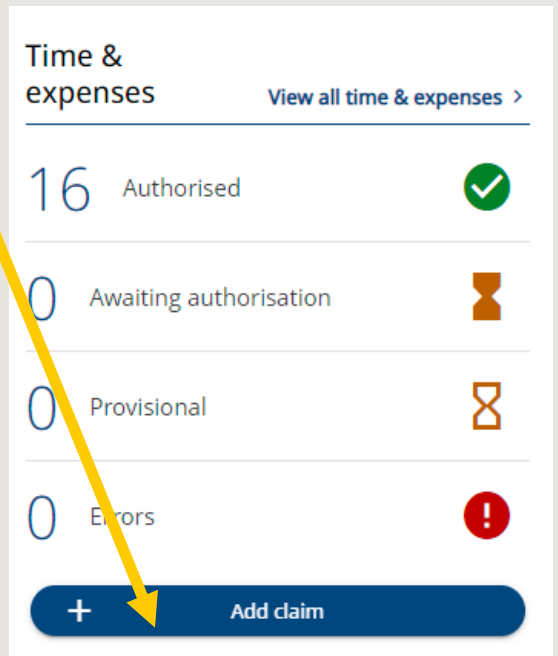 Time &
expenses
View all time & expenses >
16 Authorised
0 Awaiting authorisation
0 Provisional
0 Errors
+ Add claim